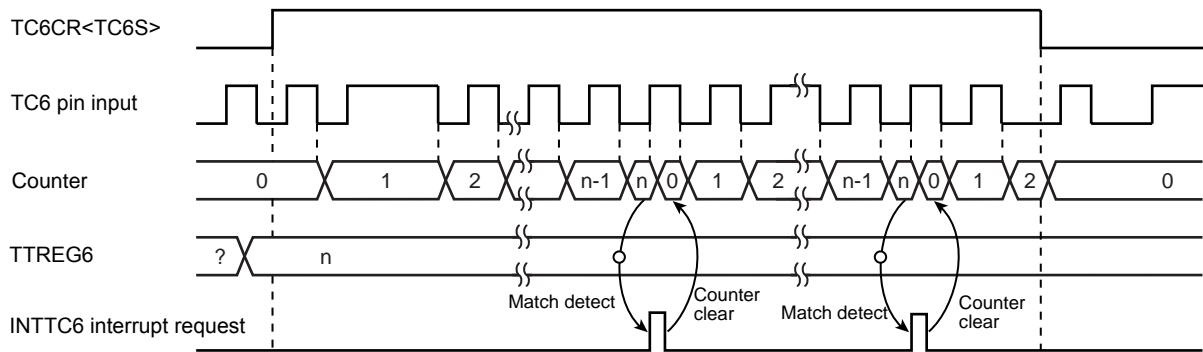 TC6CR<TC6S>
TC6 pin input
Counter
0 1 2 n-1 n 0 1 2 n-1 n 0 1 2 0
TTREG6
? n
Match detect Counter clear Match detect Counter clear
INTTC6 interrupt request